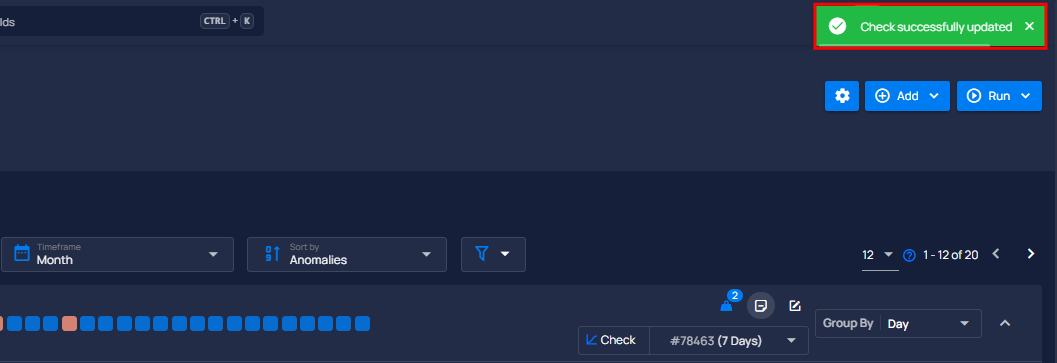 lds
CTRL + K
Check successfully updated
Add
Run
Timeframe
Month
Sort by
Anomalies
12
1 - 12 of 20
2
Check
#78463 (7 Days)
Group By
Day